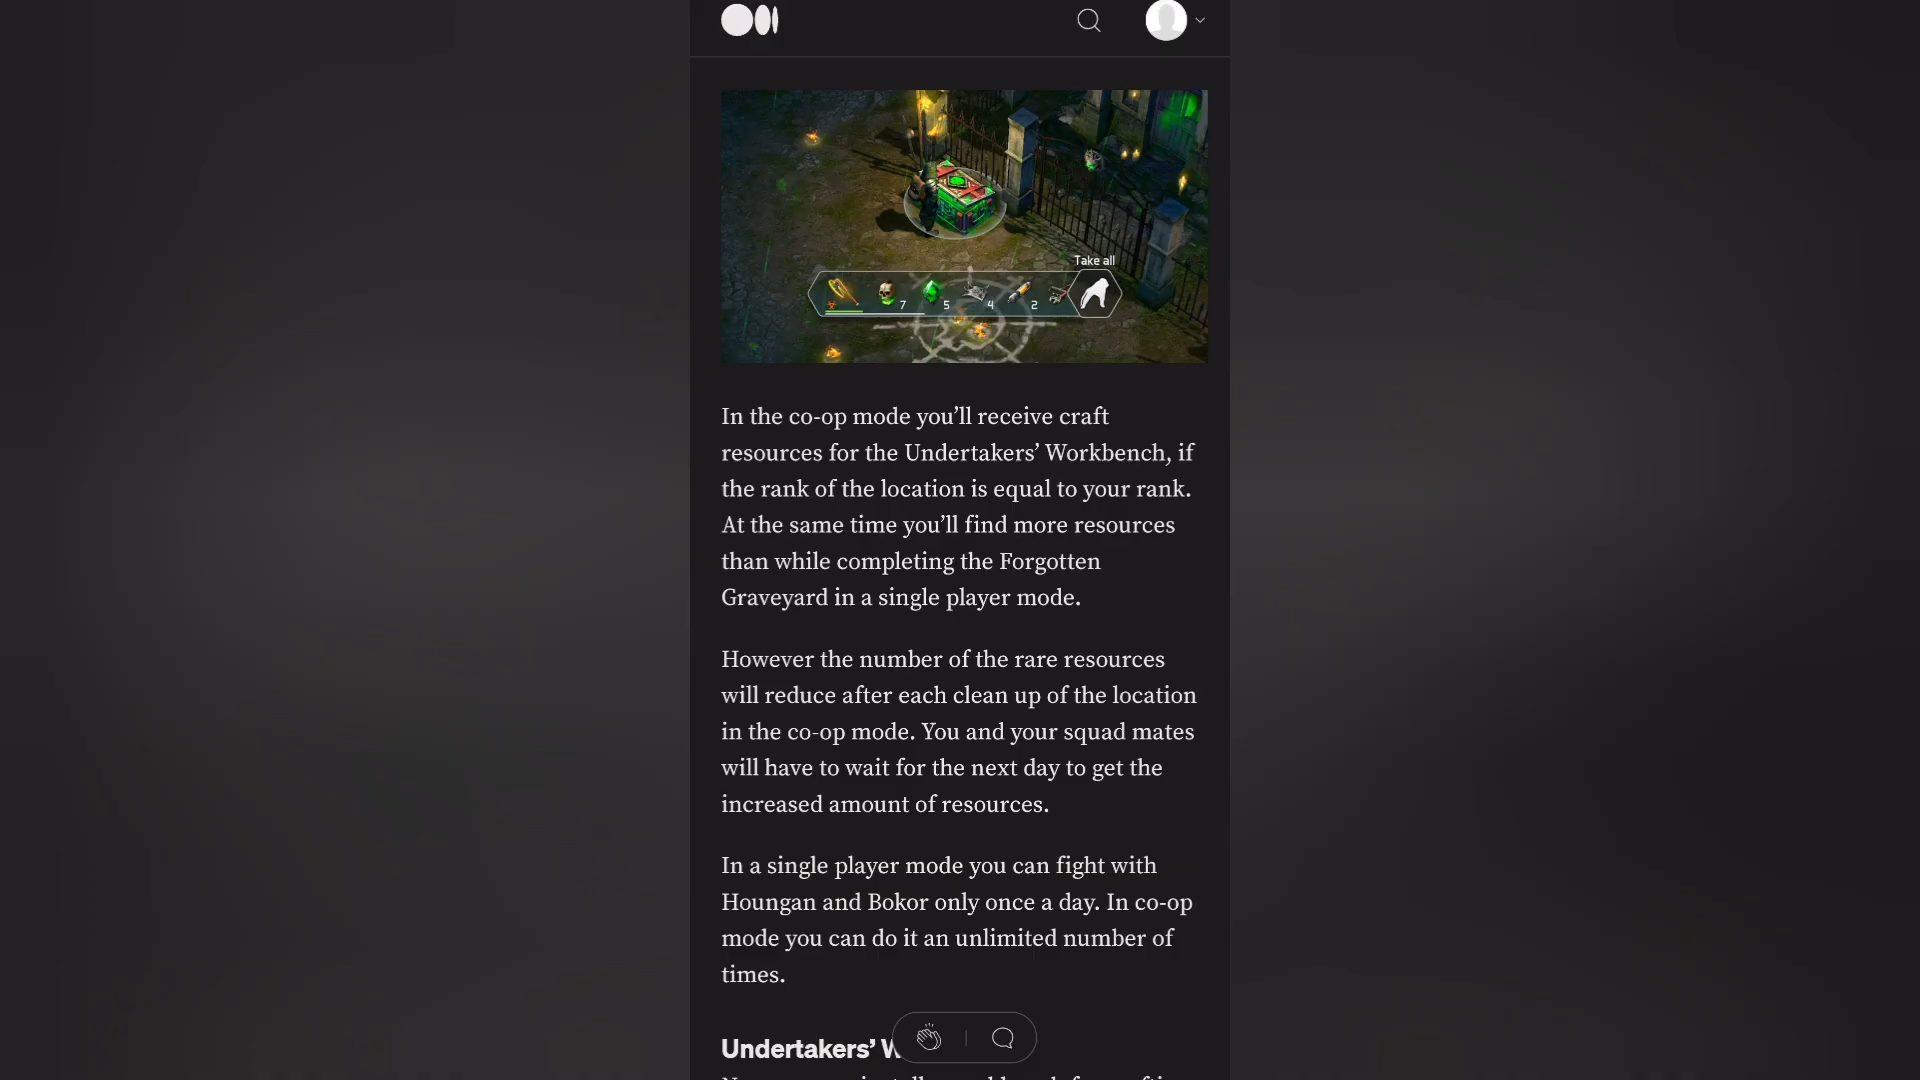 Take all
7
5
4
2
In the co-op mode you’ll receive craft
resources for the Undertakers’ Workbench, if
the rank of the location is equal to your rank.
At the same time you’ll find more resources
than while completing the Forgotten
Graveyard in a single player mode.
However the number of the rare resources
will reduce after each clean up of the location
in the co-op mode. You and your squad mates
will have to wait for the next day to get the
increased amount of resources.
In a single player mode you can fight with
Houngan and Bokor only once a day. In co-op
mode you can do it an unlimited number of
times.
Undertakers’